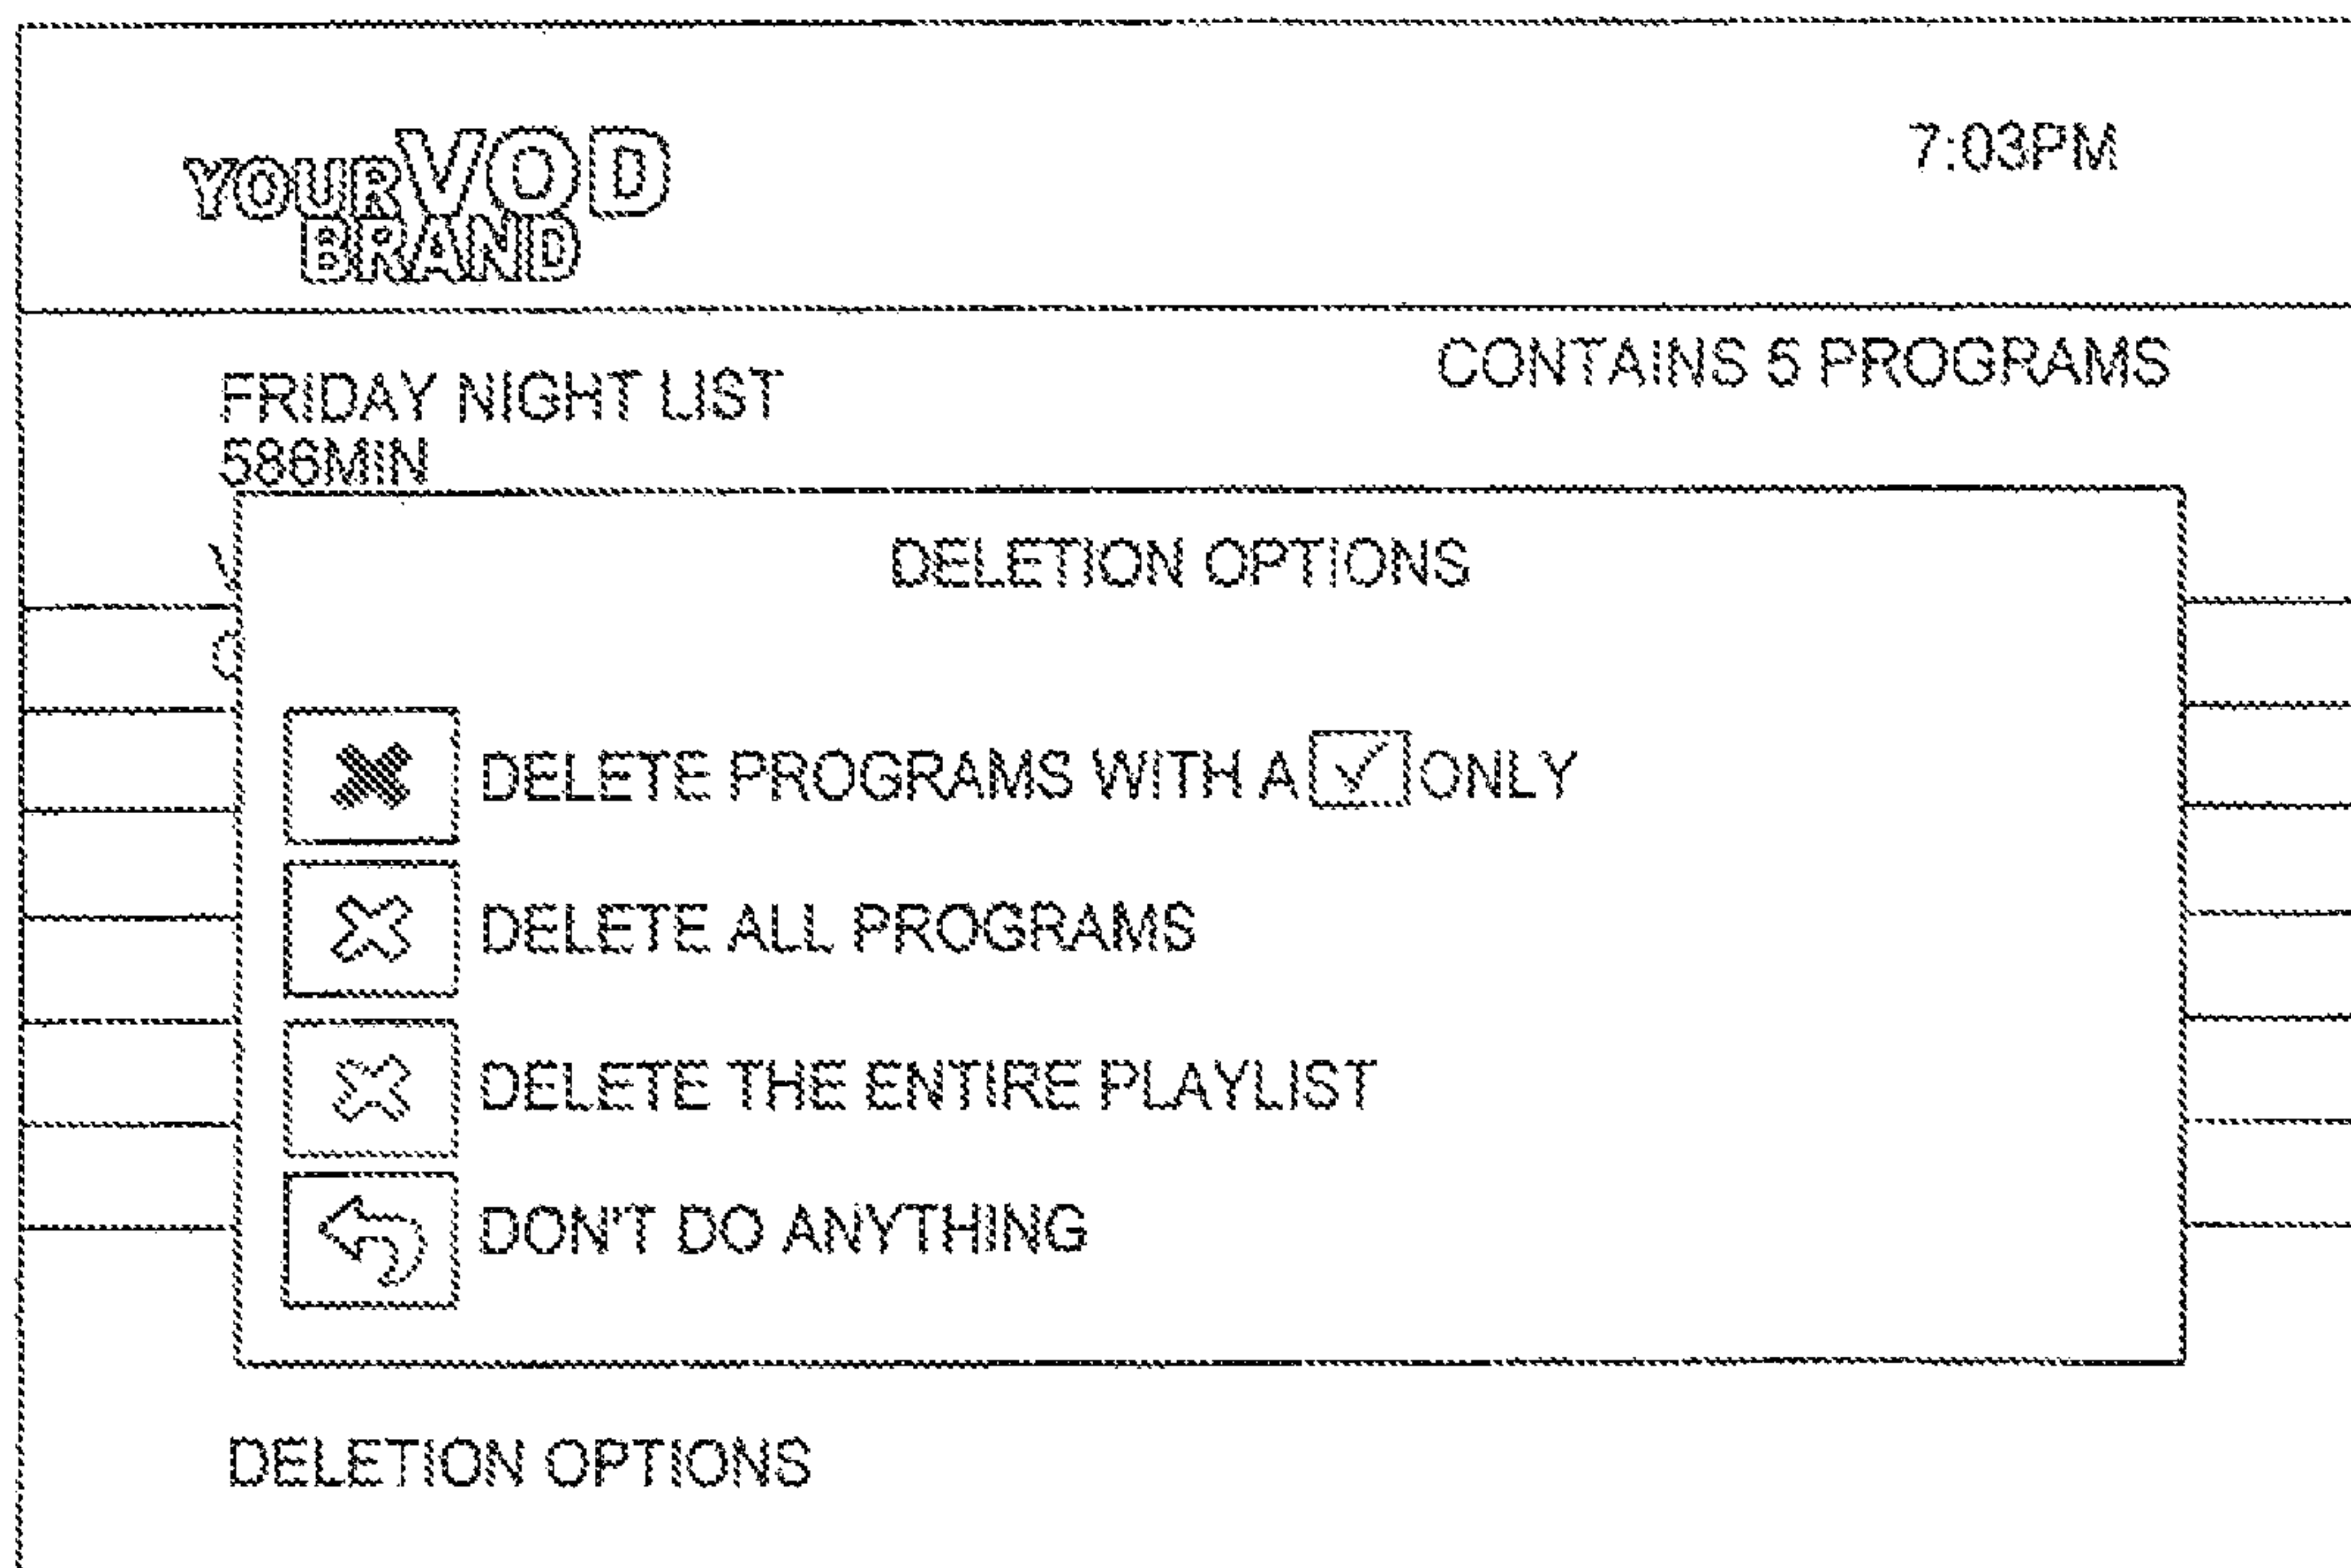 YOUR VOD
BRAND
7:03PM
FRIDAY NIGHT LIST
CONTAINS 5 PROGRAMS
586MIN
DELETION OPTIONS
DELETE PROGRAMS WITH A ✓ ONLY
DELETE ALL PROGRAMS
DELETE THE ENTIRE PLAYLIST
DON'T DO ANYTHING
DELETION OPTIONS